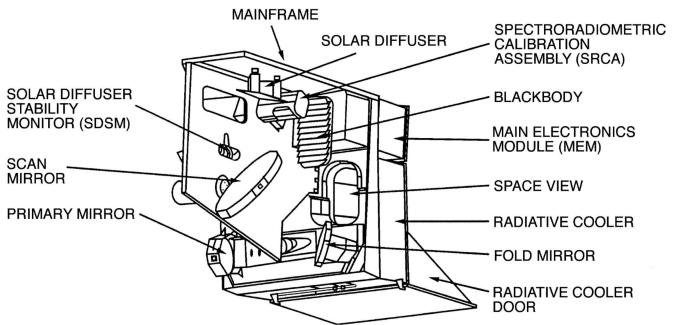 MAINFRAME
SOLAR DIFFUSER
SPECTRORADIOMETRIC
CALIBRATION
ASSEMBLY (SRCA)
SOLAR DIFFUSER
STABILITY
MONITOR (SDSM)
BLACKBODY
MAIN ELECTRONICS
MODULE (MEM)
SCAN
MIRROR
SPACE VIEW
PRIMARY MIRROR
RADIATIVE COOLER
FOLD MIRROR
RADIATIVE COOLER
DOOR